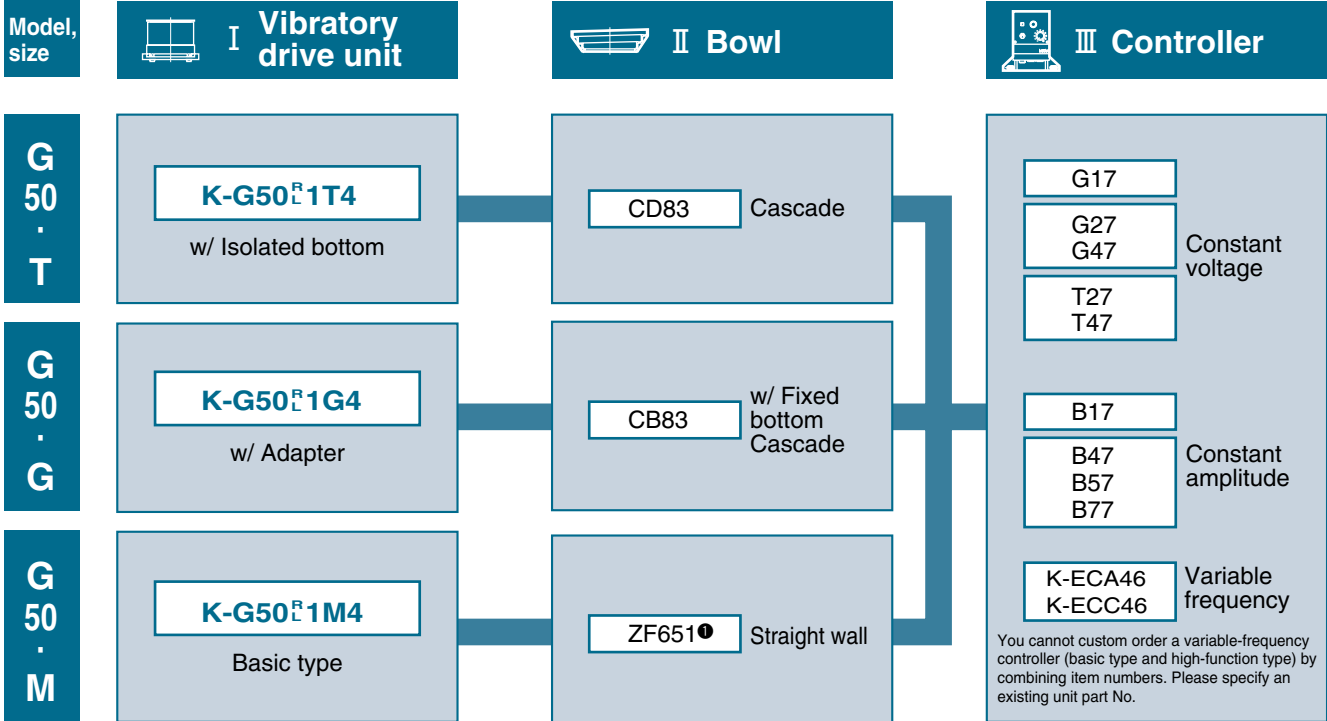 Model,
size
Ⅰ Vibratory
drive unit
Ⅱ Bowl
Ⅲ Controller
G
50
·
T
K-G50R/L1T4
w/ Isolated bottom
CD83 Cascade
G
50
·
G
K-G50R/L1G4
w/ Adapter
CB83
w/ Fixed
bottom
Cascade
G
50
·
M
K-G50R/L1M4
Basic type
ZF651❶ Straight wall
G17
G27
G47
T27
T47
Constant
voltage
B17
B47
B57
B77
Constant
amplitude
K-ECA46
K-ECC46
Variable
frequency
You cannot custom order a variable-frequency
controller (basic type and high-function type) by
combining item numbers. Please specify an
existing unit part No.